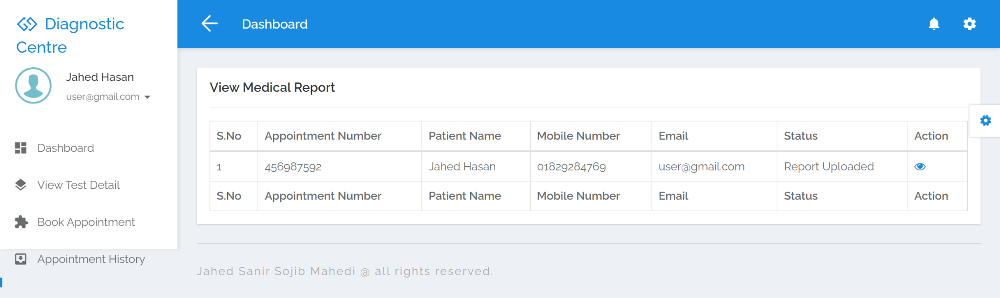 Diagnostic
Centre
Jahed Hasan
user@gmail.com
Dashboard
View Test Detail
Book Appointment
Appointment History
Dashboard
View Medical Report
S.No Appointment Number Patient Name Mobile Number Email Status Action
1 456987592 Jahed Hasan 01829284769 user@gmail.com Report Uploaded
S.No Appointment Number Patient Name Mobile Number Email Status Action
Jahed Sanir Sojib Mahedi @ all rights reserved.